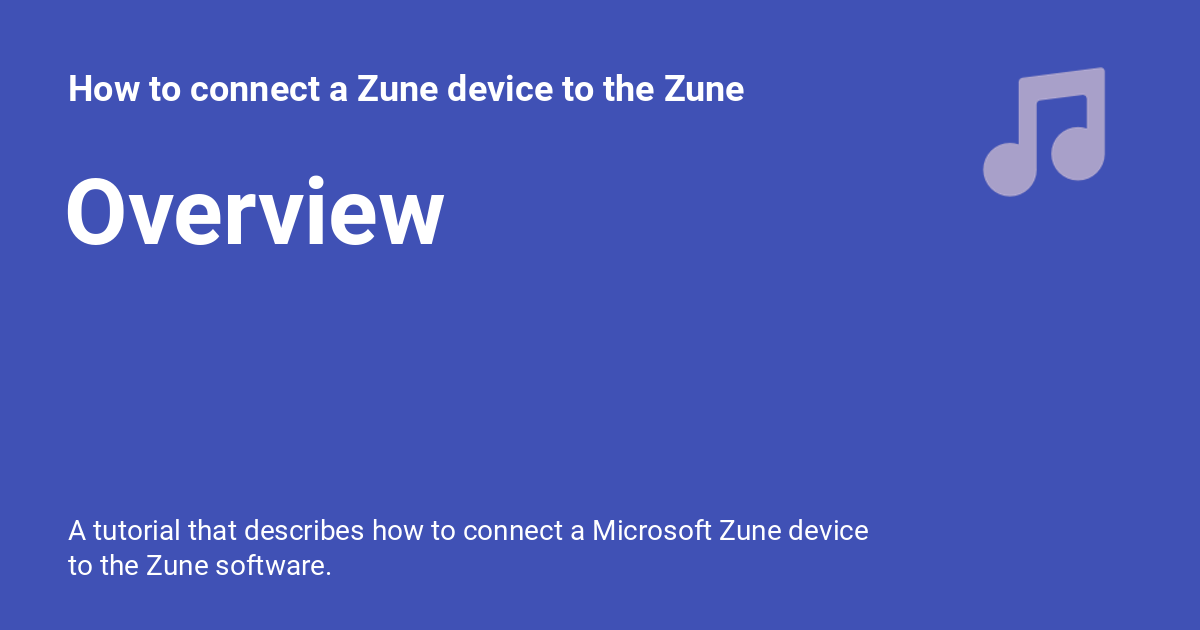 How to connect a Zune device to the Zune
Overview
A tutorial that describes how to connect a Microsoft Zune device
to the Zune software.